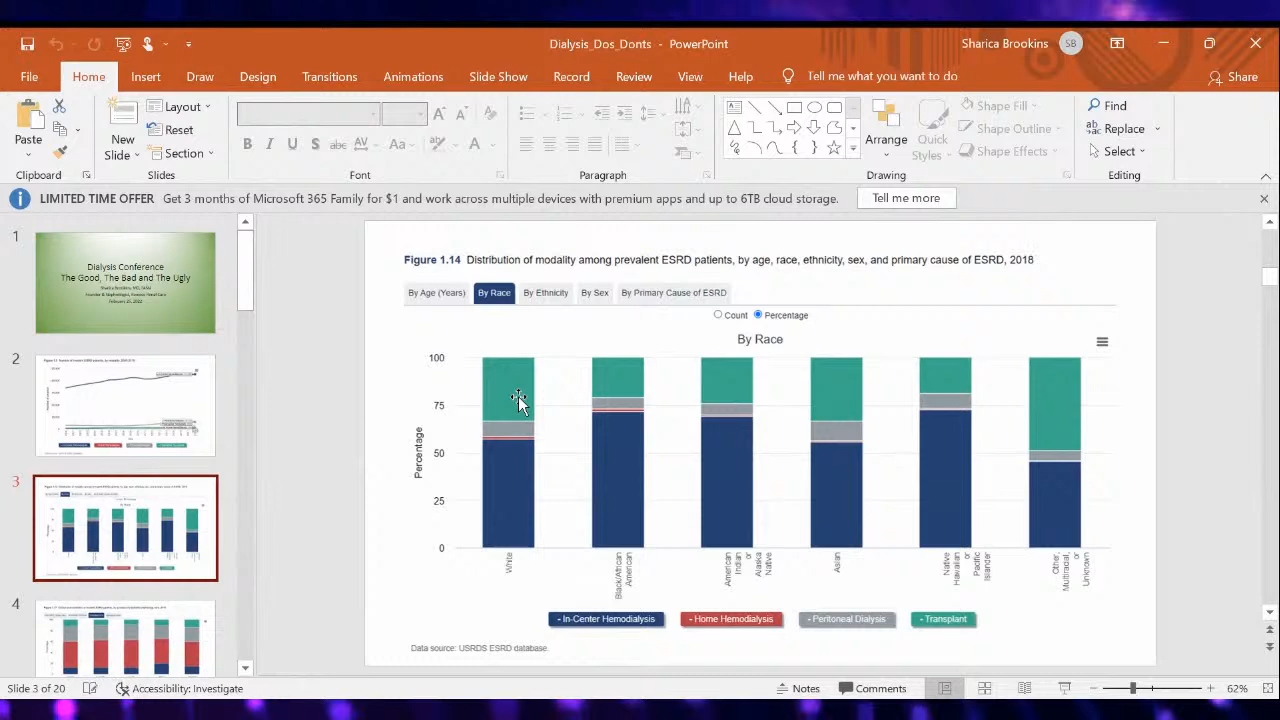 Dialysis_Dos_Donts - PowerPoint
Sharica Brookins
SB
File Home Insert Draw Design Transitions Animations Slide Show Record Review View Help Tell me what you want to do Share
Paste
Clipboard
New Slide
Layout
Reset
Section
Slides
B I U S abc AV Aa A
Font
Paragraph
Arrange
Quick Styles
Shape Fill
Shape Outline
Shape Effects
Drawing
Find
Replace
Select
Editing
LIMITED TIME OFFER Get 3 months of Microsoft 365 Family for $1 and work across multiple devices with premium apps and up to 6TB cloud storage. Tell me more
1
Dialysis Conference
The Good, The Bad and The Ugly
2
3
4
Figure 1.14 Distribution of modality among prevalent ESRD patients, by age, race, ethnicity, sex, and primary cause of ESRD, 2018
By Age (Years) By Race By Ethnicity By Sex By Primary Cause of ESRD
Count Percentage
By Race
Percentage
100
75
50
25
0
White
Black/African American
American Indian or Alaska Native
Asian
Native Hawaiian or Pacific Islander
Other, Multiracial, or Unknown
- In-Center Hemodialysis - Home Hemodialysis - Peritoneal Dialysis - Transplant
Data source: USRDS ESRD database.
Slide 3 of 20 Accessibility: Investigate Notes Comments 62%